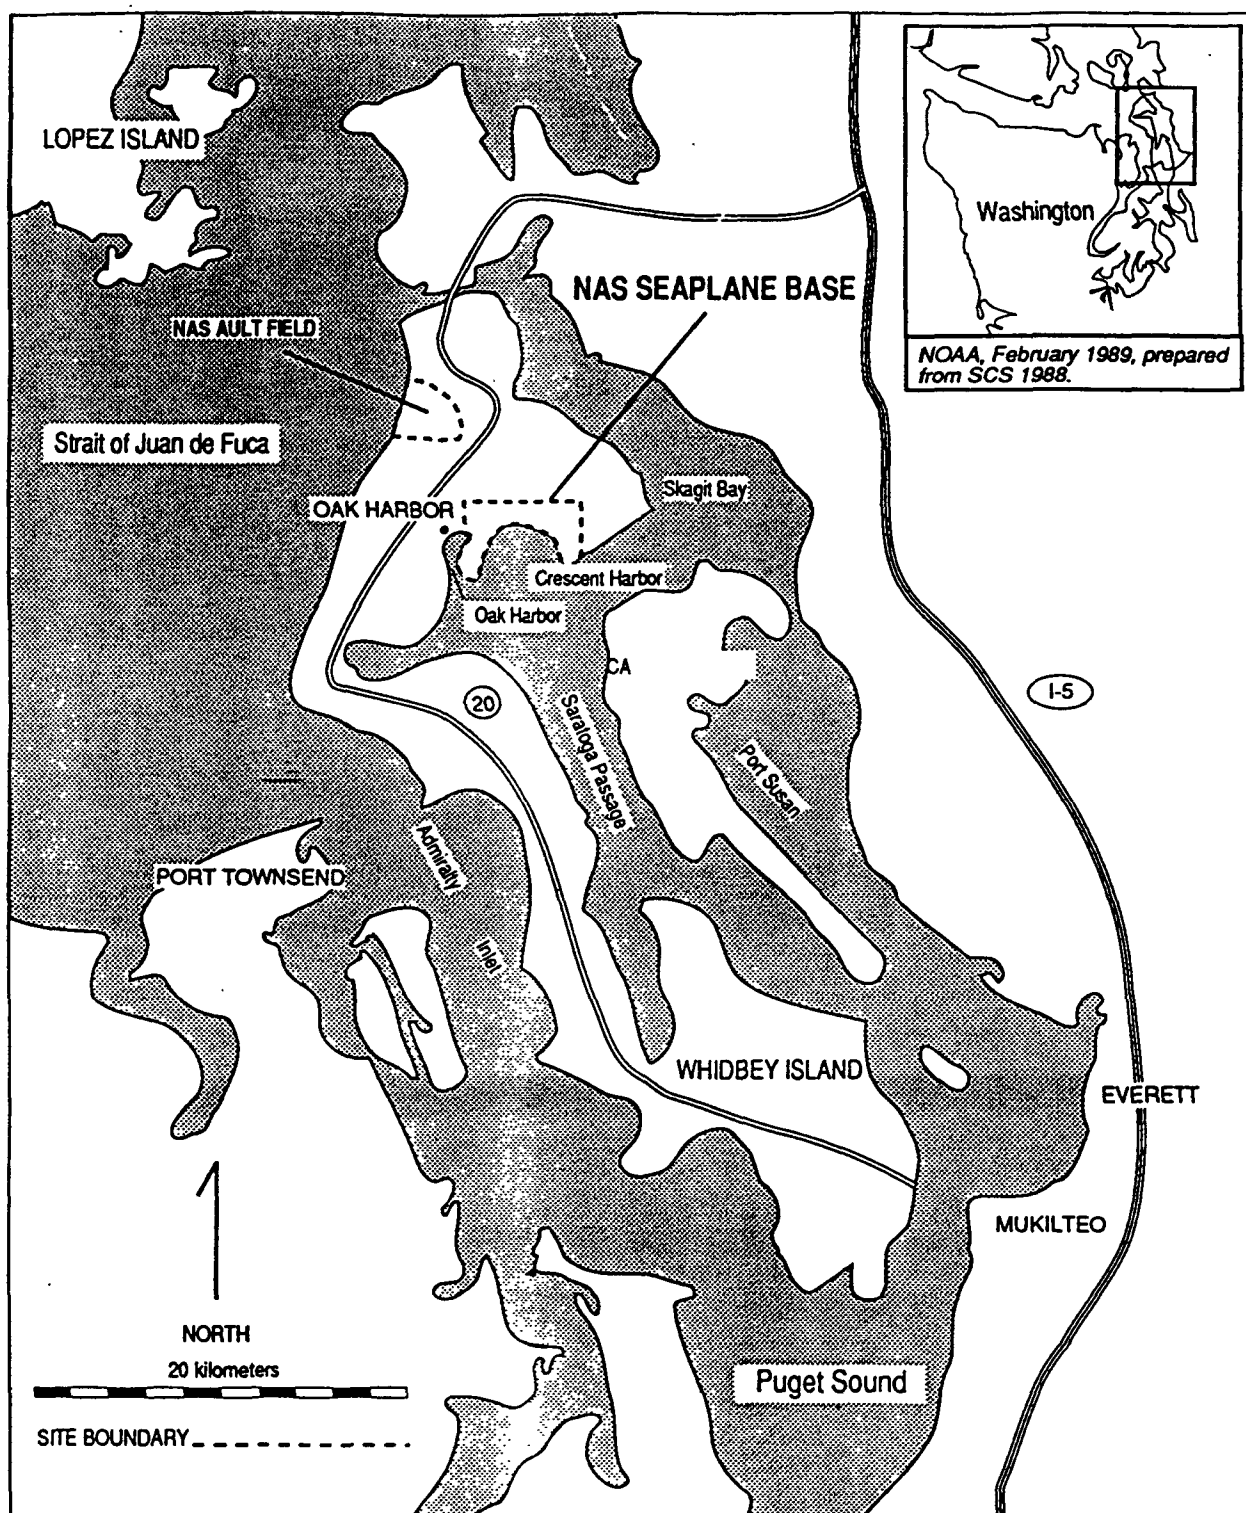 LOPEZ ISLAND
Washington
NAS SEAPLANE BASE
NAS AULT FIELD
NOAA, February 1989, prepared
from SCS 1988.
Strait of Juan de Fuca
Skagit Bay
OAK HARBOR
Crescent Harbor
Oak Harbor
CA
20
I-5
Saratoga Passage
Port Susan
Admiralty
Inlet
PORT TOWNSEND
WHIDBEY ISLAND
EVERETT
MUKILTEO
NORTH
20 kilometers
Puget Sound
SITE BOUNDARY